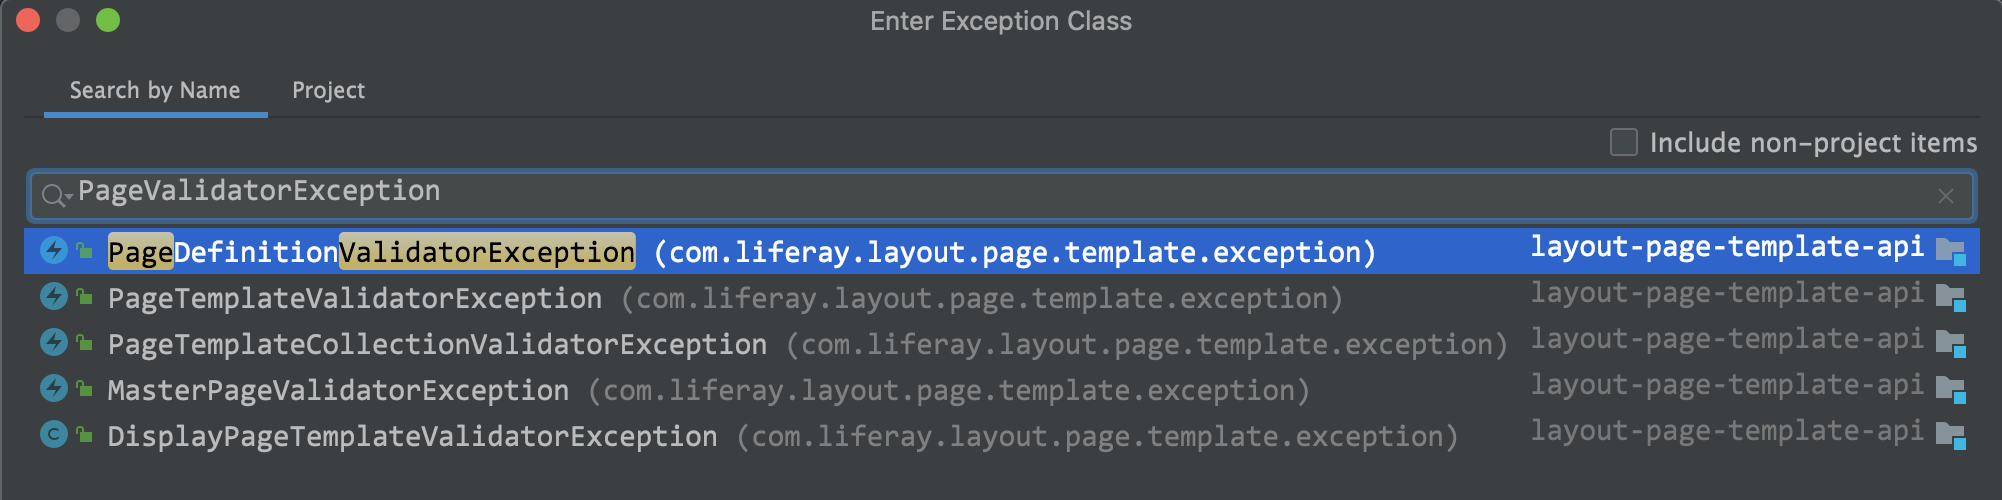 Enter Exception Class
Search by Name Project
Include non-project items
PageValidatorException
PageDefinitionValidatorException (com.liferay.layout.page.template.exception) layout-page-template-api
PageTemplateValidatorException (com.liferay.layout.page.template.exception) layout-page-template-api
PageTemplateCollectionValidatorException (com.liferay.layout.page.template.exception) layout-page-template-api
MasterPageValidatorException (com.liferay.layout.page.template.exception) layout-page-template-api
C DisplayPageTemplateValidatorException (com.liferay.layout.page.template.exception) layout-page-template-api